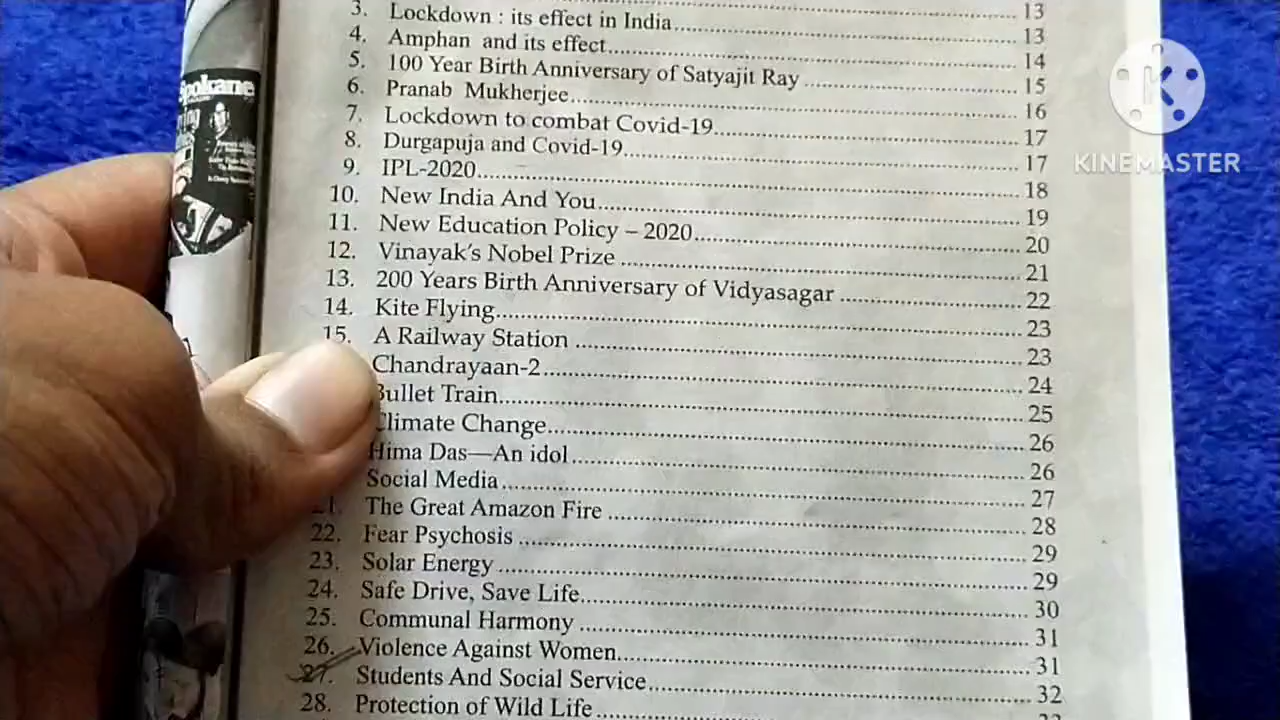 13
3. Lockdown : its effect in India 13
4. Amphan and its effect 14
5. 100 Year Birth Anniversary of Satyajit Ray 15
6. Pranab Mukherjee 16
7. Lockdown to combat Covid-19 17
8. Durgapuja and Covid-19 17
9. IPL-2020 18
10. New India And You 19
11. New Education Policy – 2020 20
12. Vinayak's Nobel Prize 21
13. 200 Years Birth Anniversary of Vidyasagar 22
14. Kite Flying 23
15. A Railway Station 23
Chandrayaan-2 24
Bullet Train 25
Climate Change 26
Hima Das—An idol 26
Social Media 27
21. The Great Amazon Fire 28
22. Fear Psychosis 29
23. Solar Energy 29
24. Safe Drive, Save Life 30
25. Communal Harmony 31
26. Violence Against Women 31
27. Students And Social Service 32
28. Protection of Wild Life
Spokane
KINEMASTER